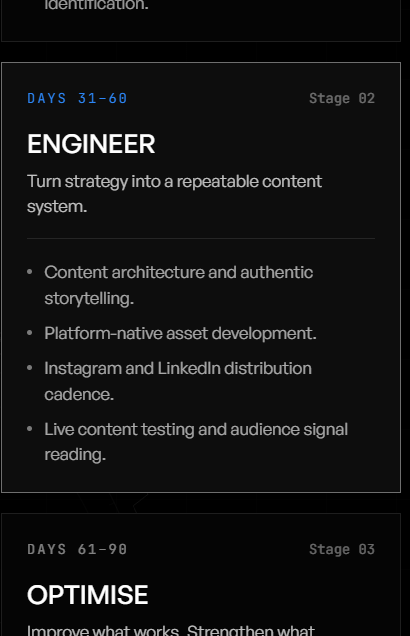 identification.
DAYS 31–60
Stage 02
ENGINEER
Turn strategy into a repeatable content
system.
• Content architecture and authentic
storytelling.
• Platform-native asset development.
• Instagram and LinkedIn distribution
cadence.
• Live content testing and audience signal
reading.
DAYS 61–90
Stage 03
OPTIMISE
Improve what works. Strengthen what